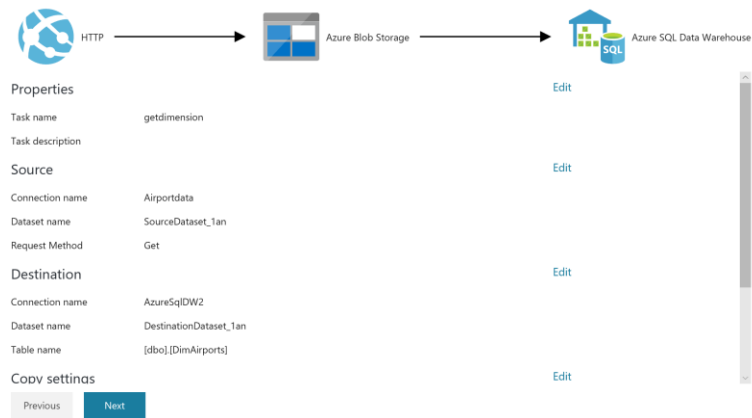 HTTP Azure Blob Storage SQL Azure SQL Data Warehouse
Properties Edit
Task name getdimension
Task description
Source Edit
Connection name Airportdata
Dataset name SourceDataset_1an
Request Method Get
Destination Edit
Connection name AzureSqlDW2
Dataset name DestinationDataset_1an
Table name [dbo].[DimAirports]
Copy settings Edit
Previous Next